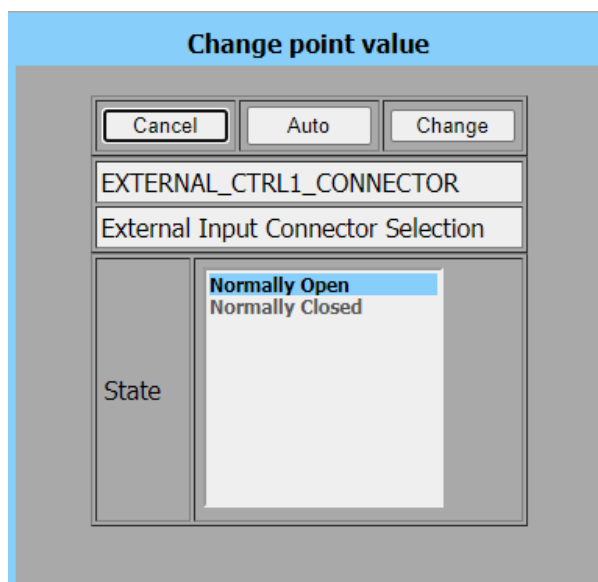 Change point value
Cancel Auto Change
EXTERNAL_CTRL1_CONNECTOR
External Input Connector Selection
Normally Open
Normally Closed
State